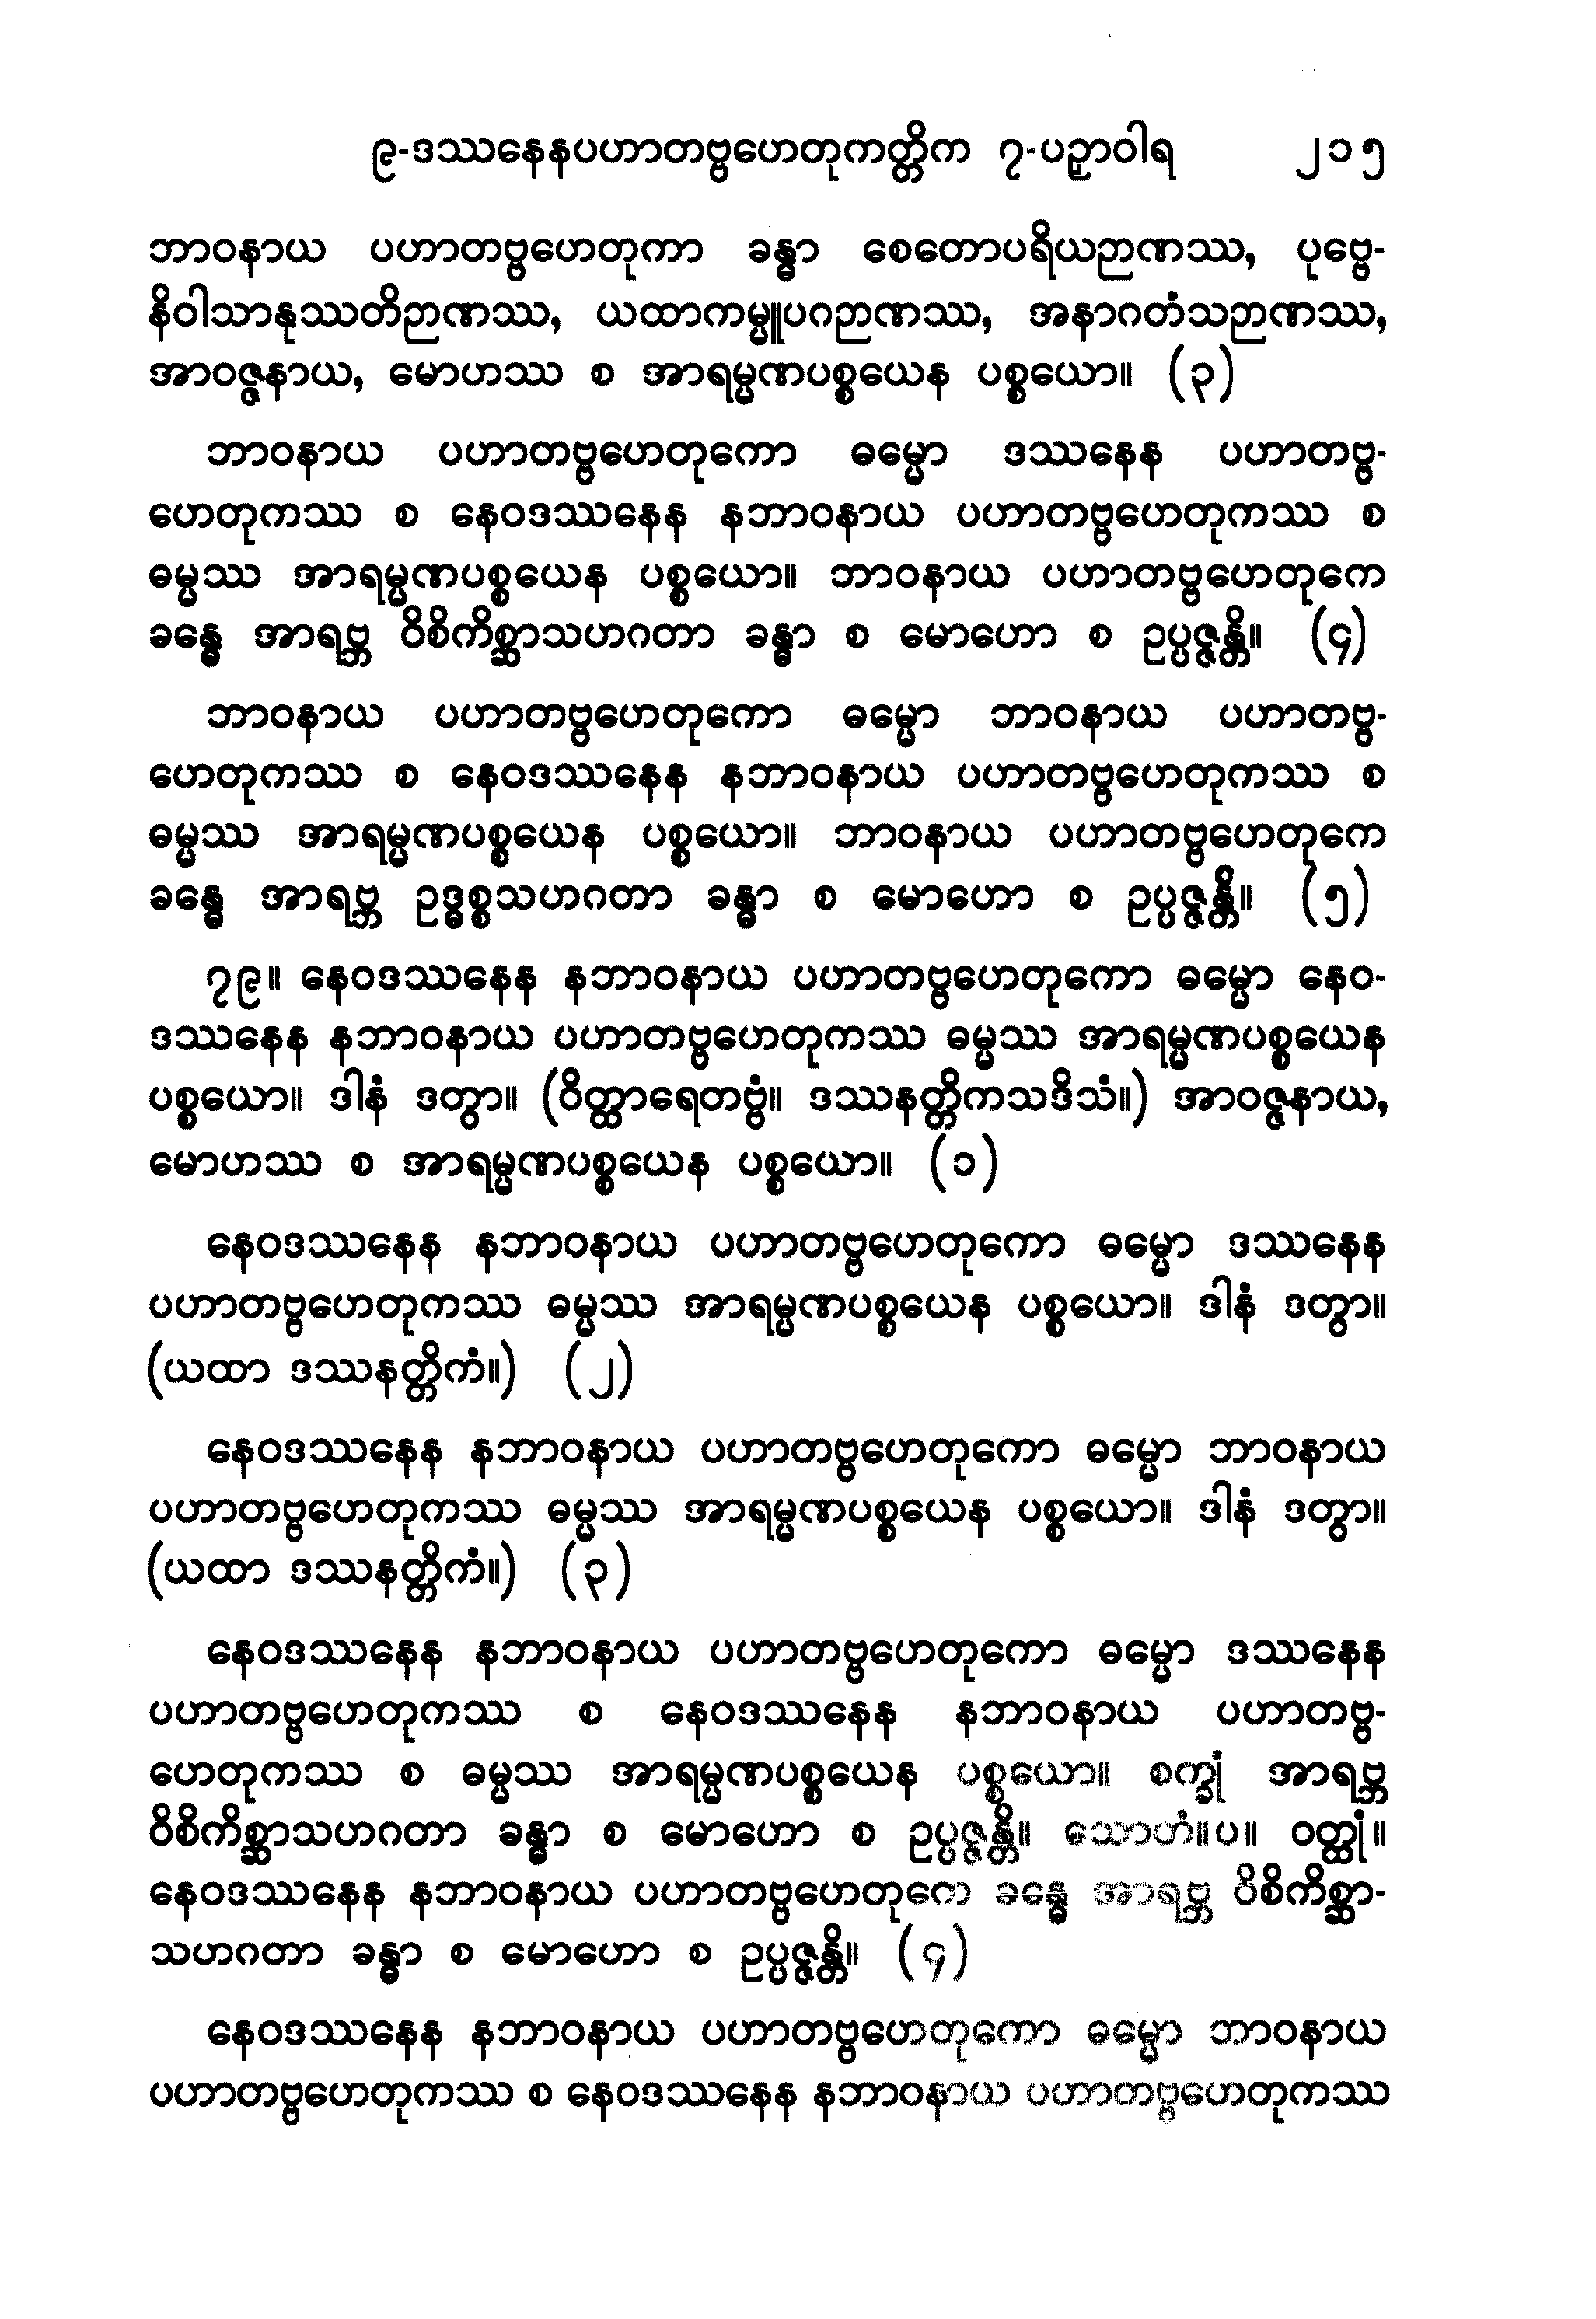 ၉-ဒဿနေနပဟာတဗ္ဗဟေတုကတ္တိက ၇-ပဉှာဝါရ ၂၁၅
ဘာဝနာယ ပဟာတဗ္ဗဟေတုကာ ခန္ဓာ စေတောပရိယဉာဏဿ, ပုဗ္ဗေ-
နိဝါသာနုဿတိဉာဏဿ, ယထာကမ္မူပဂဉာဏဿ, အနာဂတံသဉာဏဿ,
အာဝဇ္ဇနာယ, မောဟဿ စ အာရမ္မဏပစ္စယေန ပစ္စယော။ (၃)
ဘာဝနာယ ပဟာတဗ္ဗဟေတုကော ဓမ္မော ဒဿနေန ပဟာတဗ္ဗ-
ဟေတုကဿ စ နေဝဒဿနေန နဘာဝနာယ ပဟာတဗ္ဗဟေတုကဿ စ
ဓမ္မဿ အာရမ္မဏပစ္စယေန ပစ္စယော။ ဘာဝနာယ ပဟာတဗ္ဗဟေတုကေ
ခန္ဓေ အာရဗ္ဘ ဝိစိကိစ္ဆာသဟဂတာ ခန္ဓာ စ မောဟော စ ဥပ္ပဇ္ဇန္တိ။ (၄)
ဘာဝနာယ ပဟာတဗ္ဗဟေတုကော ဓမ္မော ဘာဝနာယ ပဟာတဗ္ဗ-
ဟေတုကဿ စ နေဝဒဿနေန နဘာဝနာယ ပဟာတဗ္ဗဟေတုကဿ စ
ဓမ္မဿ အာရမ္မဏပစ္စယေန ပစ္စယော။ ဘာဝနာယ ပဟာတဗ္ဗဟေတုကေ
ခန္ဓေ အာရဗ္ဘ ဥဒ္ဓစ္စသဟဂတာ ခန္ဓာ စ မောဟော စ ဥပ္ပဇ္ဇန္တိ။ (၅)
၇၉။ နေဝဒဿနေန နဘာဝနာယ ပဟာတဗ္ဗဟေတုကော ဓမ္မော နေဝ-
ဒဿနေန နဘာဝနာယ ပဟာတဗ္ဗဟေတုကဿ ဓမ္မဿ အာရမ္မဏပစ္စယေန
ပစ္စယော။ ဒါနံ ဒတွာ။ (ဝိတ္ထာရေတဗ္ဗံ။ ဒဿနတ္တိကသဒိသံ။) အာဝဇ္ဇနာယ,
မောဟဿ စ အာရမ္မဏပစ္စယေန ပစ္စယော။ (၁)
နေဝဒဿနေန နဘာဝနာယ ပဟာတဗ္ဗဟေတုကော ဓမ္မော ဒဿနေန
ပဟာတဗ္ဗဟေတုကဿ ဓမ္မဿ အာရမ္မဏပစ္စယေန ပစ္စယော။ ဒါနံ ဒတွာ။
(ယထာ ဒဿနတ္တိကံ။) (၂)
နေဝဒဿနေန နဘာဝနာယ ပဟာတဗ္ဗဟေတုကော ဓမ္မော ဘာဝနာယ
ပဟာတဗ္ဗဟေတုကဿ ဓမ္မဿ အာရမ္မဏပစ္စယေန ပစ္စယော။ ဒါနံ ဒတွာ။
(ယထာ ဒဿနတ္တိကံ။) (၃)
နေဝဒဿနေန နဘာဝနာယ ပဟာတဗ္ဗဟေတုကော ဓမ္မော ဒဿနေန
ပဟာတဗ္ဗဟေတုကဿ စ နေဝဒဿနေန နဘာဝနာယ ပဟာတဗ္ဗ-
ဟေတုကဿ စ ဓမ္မဿ အာရမ္မဏပစ္စယေန ပစ္စယော။ စက္ခုံ အာရဗ္ဘ
ဝိစိကိစ္ဆာသဟဂတာ ခန္ဓာ စ မောဟော စ ဥပ္ပဇ္ဇန္တိ။ သောတံ။ပ။ ဝတ္ထုံ။
နေဝဒဿနေန နဘာဝနာယ ပဟာတဗ္ဗဟေတုကေ ခန္ဓေ အာရဗ္ဘ ဝိစိကိစ္ဆာ-
သဟဂတာ ခန္ဓာ စ မောဟော စ ဥပ္ပဇ္ဇန္တိ။ (၄)
နေဝဒဿနေန နဘာဝနာယ ပဟာတဗ္ဗဟေတုကော ဓမ္မော ဘာဝနာယ
ပဟာတဗ္ဗဟေတုကဿ စ နေဝဒဿနေန နဘာဝနာယ ပဟာတဗ္ဗဟေတုကဿ